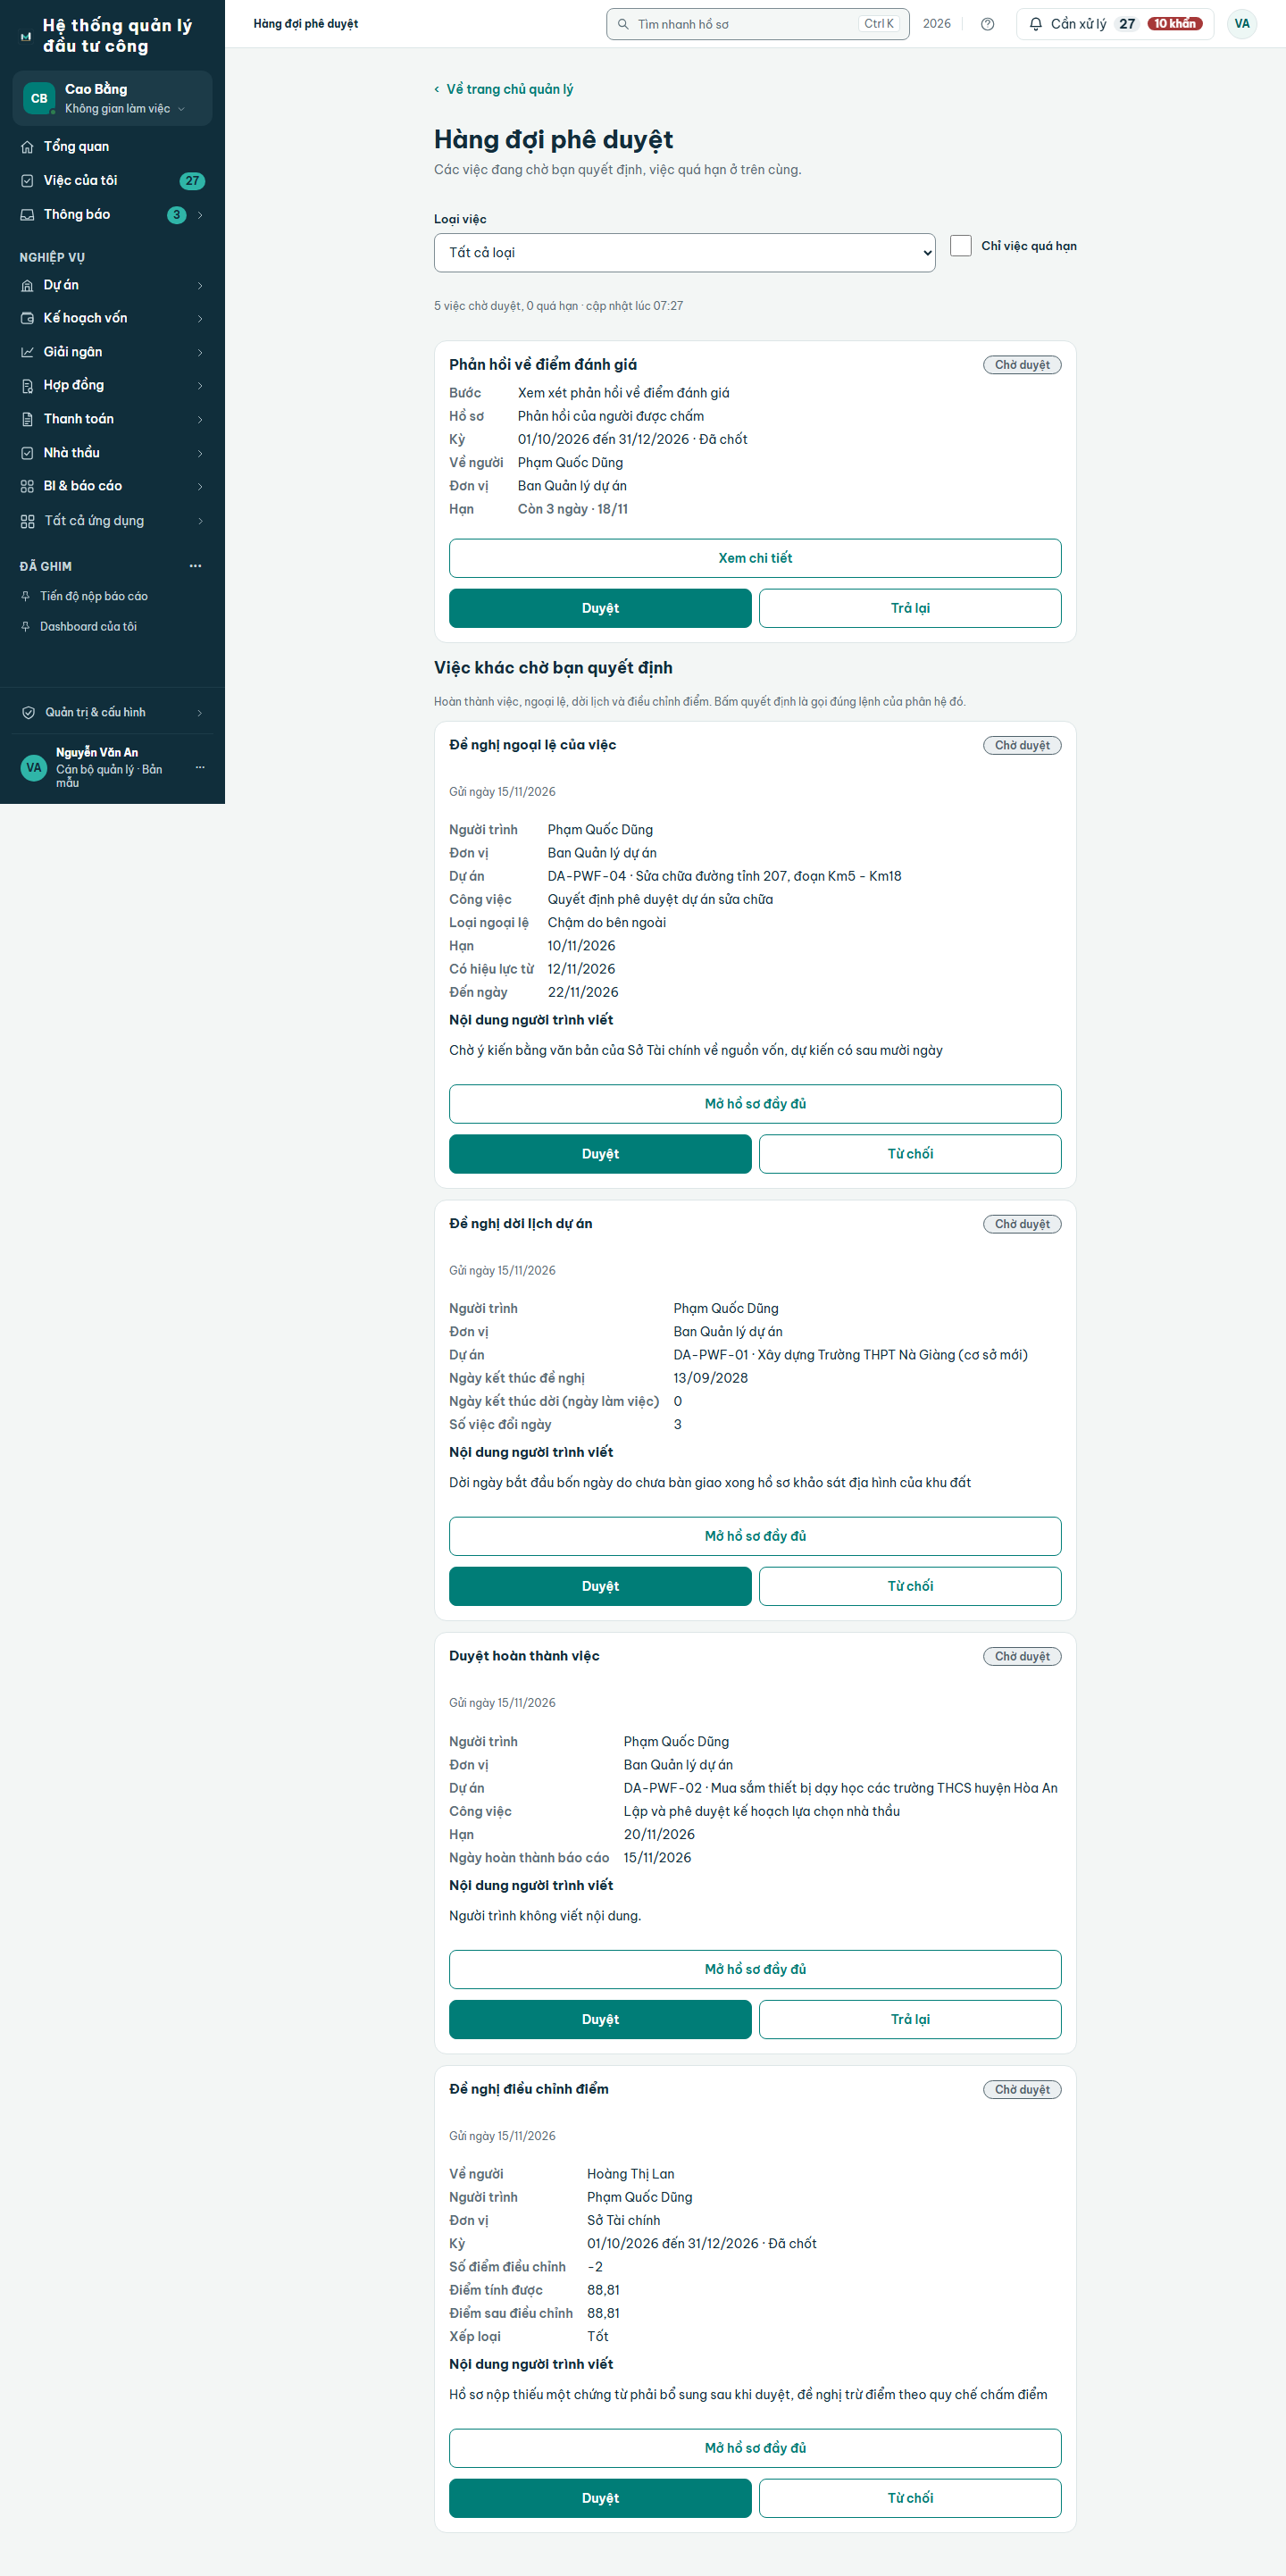 Hệ thống quản lý
đầu tư công
CB
Cao Bằng
Không gian làm việc
Tổng quan
Việc của tôi 27
Thông báo 3
NGHIỆP VỤ
Dự án
Kế hoạch vốn
Giải ngân
Hợp đồng
Thanh toán
Nhà thầu
BI & báo cáo
Tất cả ứng dụng
ĐÃ GHIM ...
Tiến độ nộp báo cáo
Dashboard của tôi
Quản trị & cấu hình
VA
Nguyễn Văn An
Cán bộ quản lý · Bản
mẫu
...
Hàng đợi phê duyệt
Tìm nhanh hồ sơ Ctrl K
2026
Cần xử lý 27 10 khẩn
VA
‹ Về trang chủ quản lý
Hàng đợi phê duyệt
Các việc đang chờ bạn quyết định, việc quá hạn ở trên cùng.
Loại việc
Tất cả loại
Chỉ việc quá hạn
5 việc chờ duyệt, 0 quá hạn · cập nhật lúc 07:27
Phản hồi về điểm đánh giá Chờ duyệt
Bước Xem xét phản hồi về điểm đánh giá
Hồ sơ Phản hồi của người được chấm
Kỳ 01/10/2026 đến 31/12/2026 · Đã chốt
Về người Phạm Quốc Dũng
Đơn vị Ban Quản lý dự án
Hạn Còn 3 ngày · 18/11
Xem chi tiết
Duyệt Trả lại
Việc khác chờ bạn quyết định
Hoàn thành việc, ngoại lệ, dời lịch và điều chỉnh điểm. Bấm quyết định là gọi đúng lệnh của phân hệ đó.
Đề nghị ngoại lệ của việc Chờ duyệt
Gửi ngày 15/11/2026
Người trình Phạm Quốc Dũng
Đơn vị Ban Quản lý dự án
Dự án DA-PWF-04 · Sửa chữa đường tỉnh 207, đoạn Km5 - Km18
Công việc Quyết định phê duyệt dự án sửa chữa
Loại ngoại lệ Chậm do bên ngoài
Hạn 10/11/2026
Có hiệu lực từ 12/11/2026
Đến ngày 22/11/2026
Nội dung người trình viết
Chờ ý kiến bằng văn bản của Sở Tài chính về nguồn vốn, dự kiến có sau mười ngày
Mở hồ sơ đầy đủ
Duyệt Từ chối
Đề nghị dời lịch dự án Chờ duyệt
Gửi ngày 15/11/2026
Người trình Phạm Quốc Dũng
Đơn vị Ban Quản lý dự án
Dự án DA-PWF-01 · Xây dựng Trường THPT Nà Giàng (cơ sở mới)
Ngày kết thúc đề nghị 13/09/2028
Ngày kết thúc dời (ngày làm việc) 0
Số việc đổi ngày 3
Nội dung người trình viết
Dời ngày bắt đầu bốn ngày do chưa bàn giao xong hồ sơ khảo sát địa hình của khu đất
Mở hồ sơ đầy đủ
Duyệt Từ chối
Duyệt hoàn thành việc Chờ duyệt
Gửi ngày 15/11/2026
Người trình Phạm Quốc Dũng
Đơn vị Ban Quản lý dự án
Dự án DA-PWF-02 · Mua sắm thiết bị dạy học các trường THCS huyện Hòa An
Công việc Lập và phê duyệt kế hoạch lựa chọn nhà thầu
Hạn 20/11/2026
Ngày hoàn thành báo cáo 15/11/2026
Nội dung người trình viết
Người trình không viết nội dung.
Mở hồ sơ đầy đủ
Duyệt Trả lại
Đề nghị điều chỉnh điểm Chờ duyệt
Gửi ngày 15/11/2026
Về người Hoàng Thị Lan
Người trình Phạm Quốc Dũng
Đơn vị Sở Tài chính
Kỳ 01/10/2026 đến 31/12/2026 · Đã chốt
Số điểm điều chỉnh -2
Điểm tính được 88,81
Điểm sau điều chỉnh 88,81
Xếp loại Tốt
Nội dung người trình viết
Hồ sơ nộp thiếu một chứng từ phải bổ sung sau khi duyệt, đề nghị trừ điểm theo quy chế chấm điểm
Mở hồ sơ đầy đủ
Duyệt Từ chối